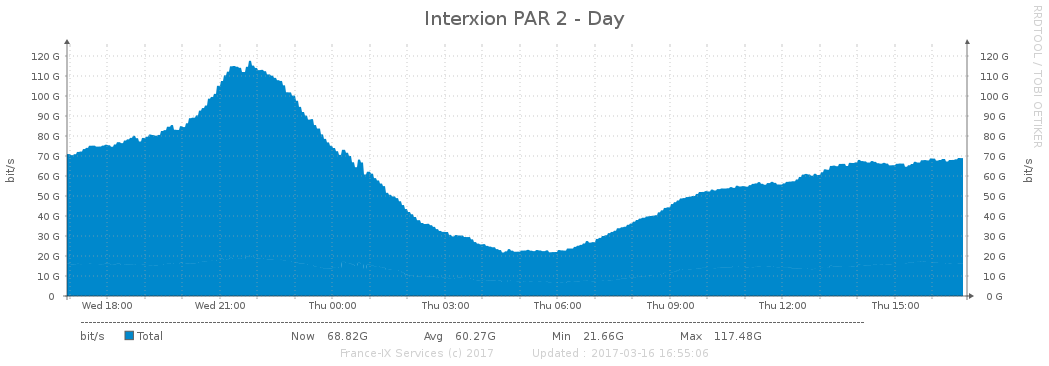 Interxion PAR 2 - Day
RRDTOOL / TOBI OETIKER
120 G 120 G
110 G 110 G
100 G 100 G
90 G 90 G
80 G 80 G
70 G 70 G
60 G 60 G
50 G 50 G
40 G 40 G
30 G 30 G
20 G 20 G
10 G 10 G
0 0 G
bit/s bit/s
Wed 18:00 Wed 21:00 Thu 00:00 Thu 03:00 Thu 06:00 Thu 09:00 Thu 12:00 Thu 15:00
bit/s Total Now 68.82G Avg 60.27G Min 21.66G Max 117.48G
France-IX Services (c) 2017 Updated : 2017-03-16 16:55:06